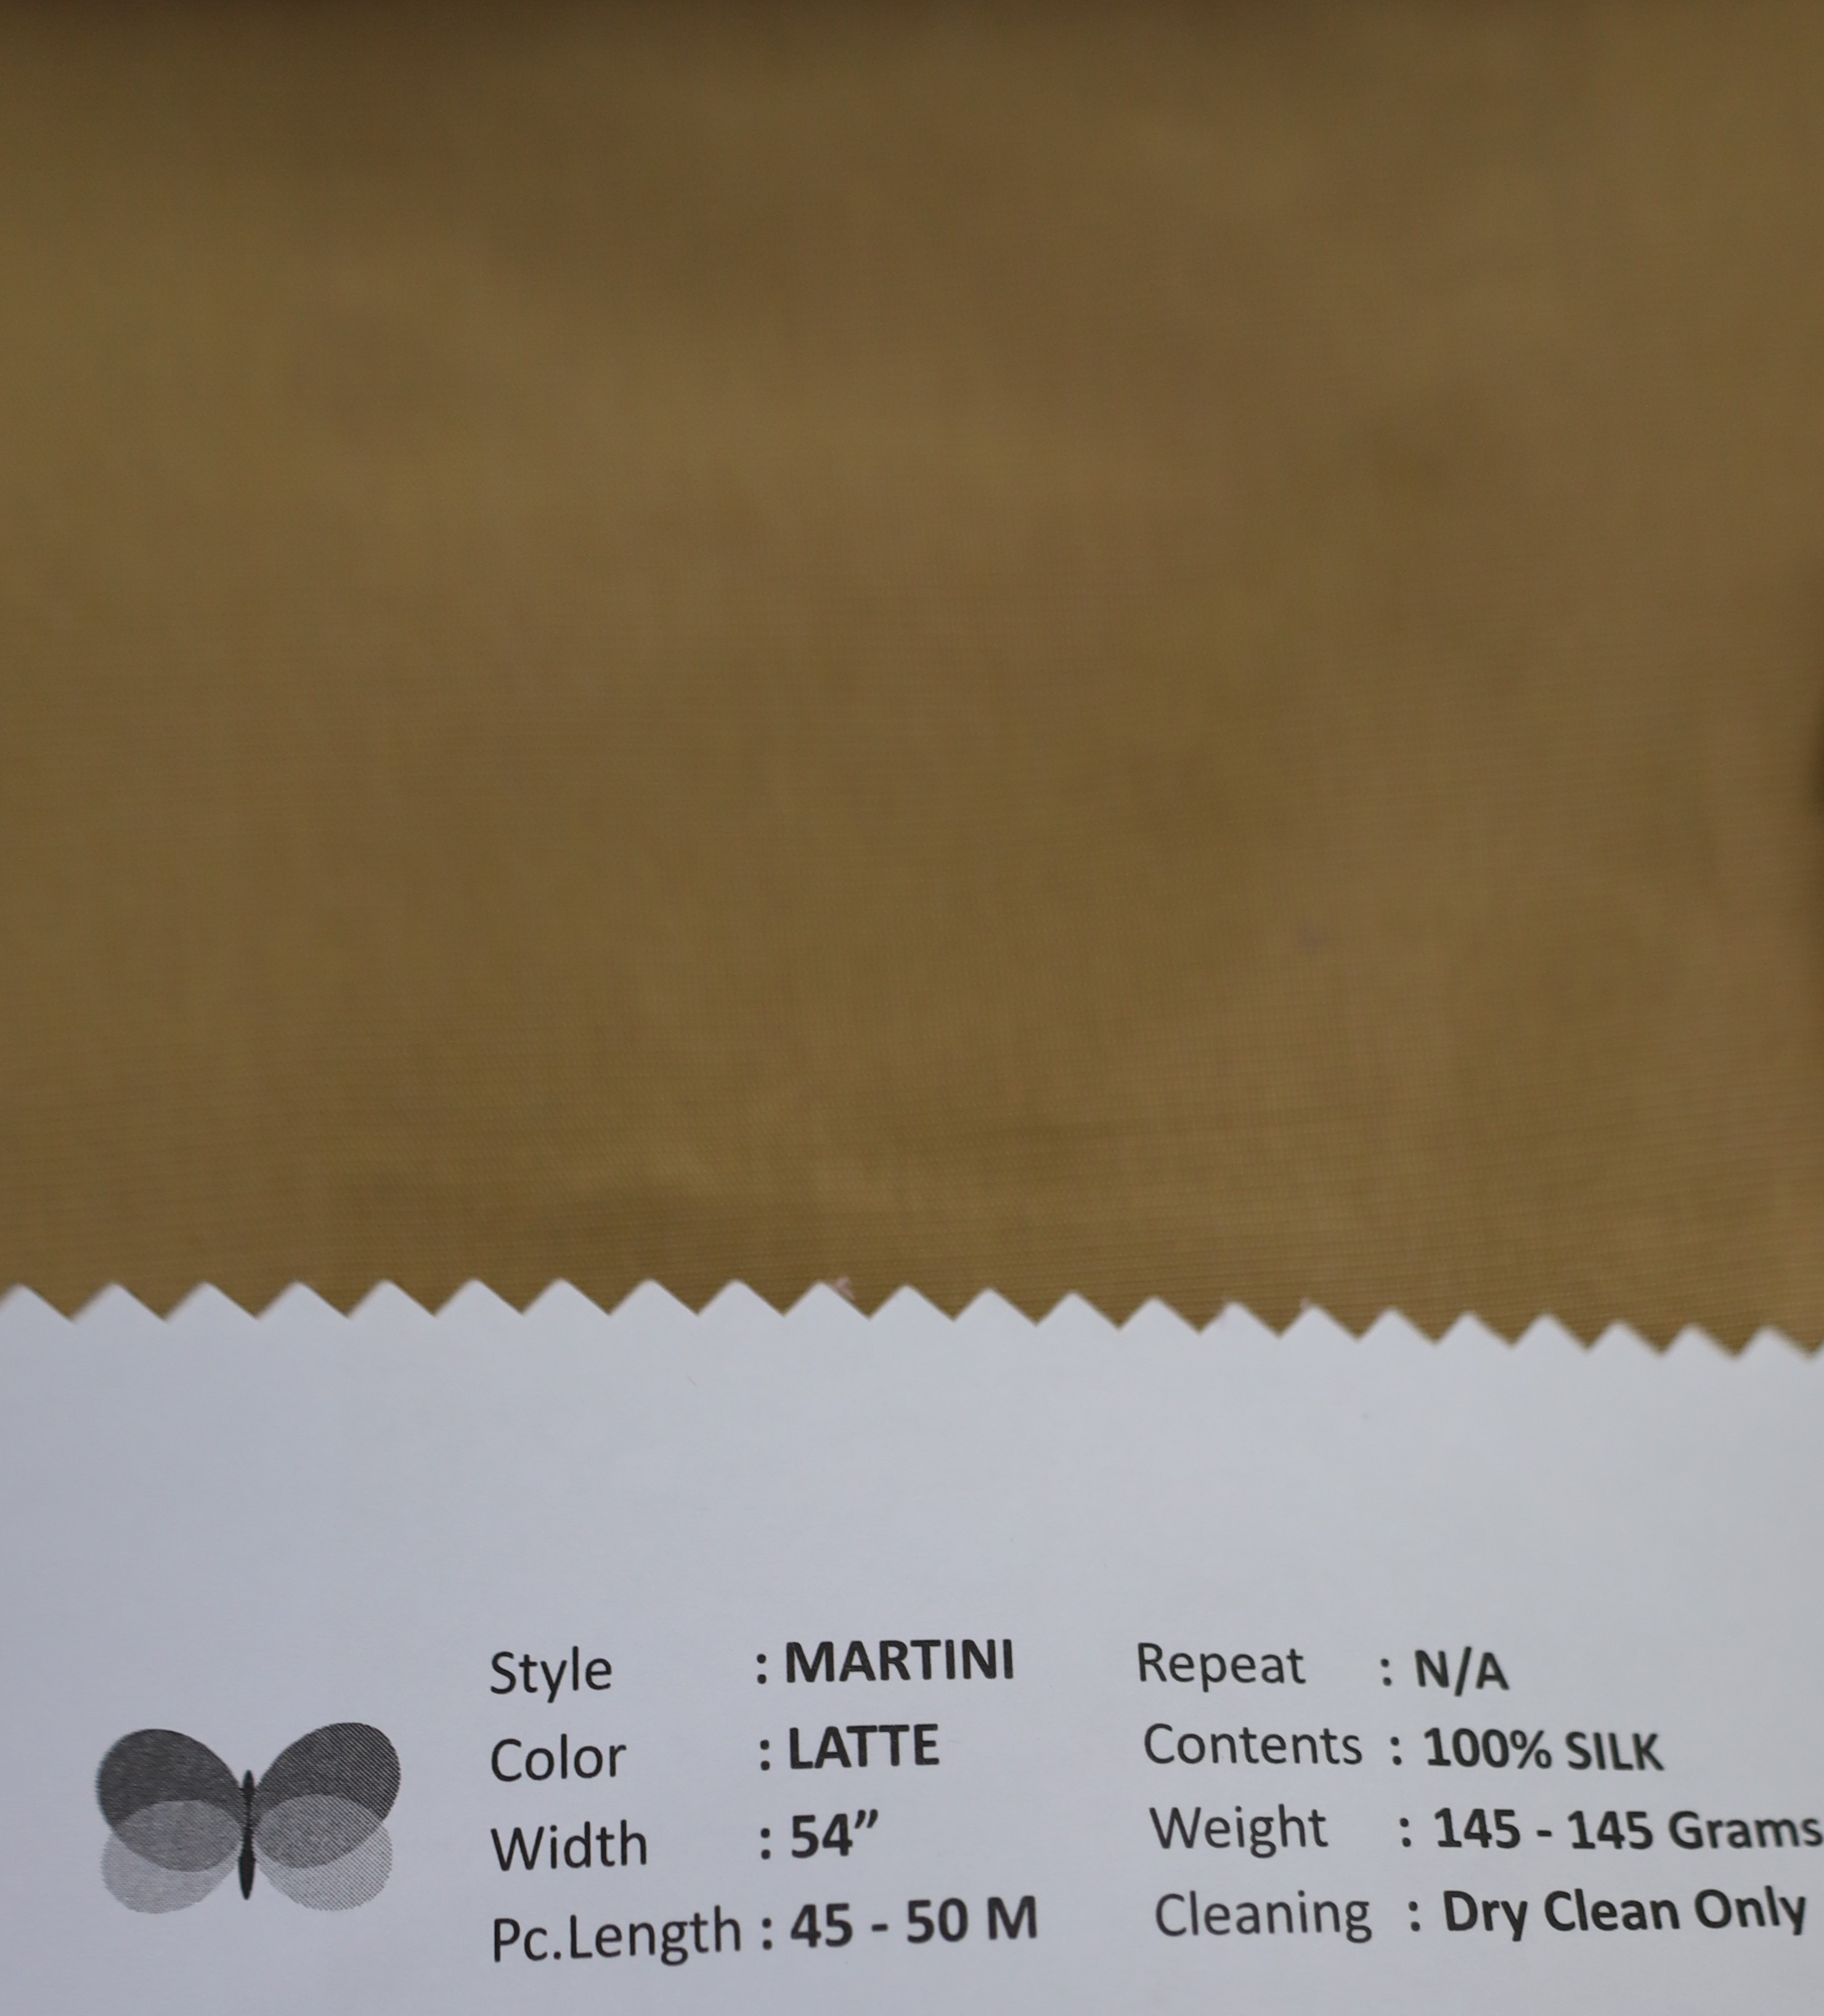 Style : MARTINI
Color : LATTE
Width : 54”
Pc.Length : 45 - 50 M
Repeat : N/A
Contents : 100% SILK
Weight : 145 - 145 Grams
Cleaning : Dry Clean Only